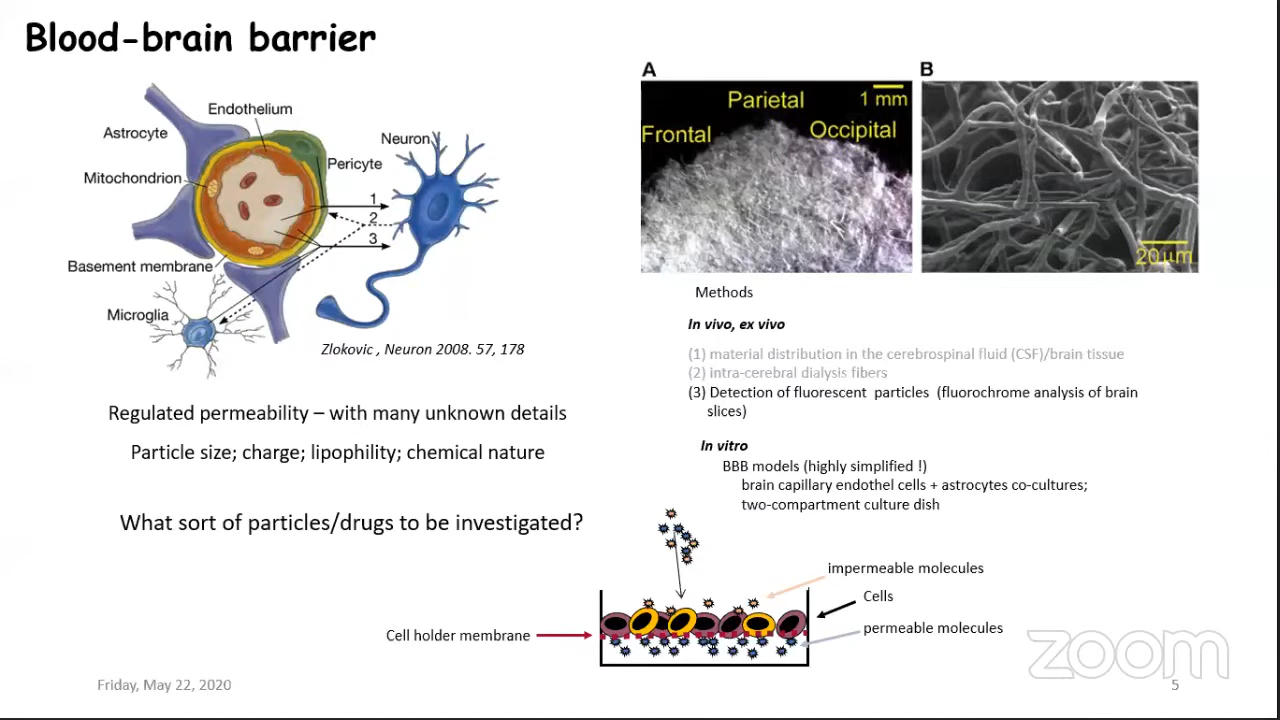 Blood-brain barrier
Endothelium
Astrocyte
Mitochondrion
Pericyte
Neuron
1
2
3
Basement membrane
Microglia
Zlokovic , Neuron 2008. 57, 178
Regulated permeability – with many unknown details
Particle size; charge; lipophility; chemical nature
What sort of particles/drugs to be investigated?
A
Parietal
1 mm
Frontal
Occipital
B
20 μm
Methods
In vivo, ex vivo
(1) material distribution in the cerebrospinal fluid (CSF)/brain tissue
(2) intra-cerebral dialysis fibers
(3) Detection of fluorescent particles (fluorochrome analysis of brain
slices)
In vitro
BBB models (highly simplified !)
brain capillary endothel cells + astrocytes co-cultures;
two-compartment culture dish
impermeable molecules
Cells
permeable molecules
Cell holder membrane
Friday, May 22, 2020
zoom
5